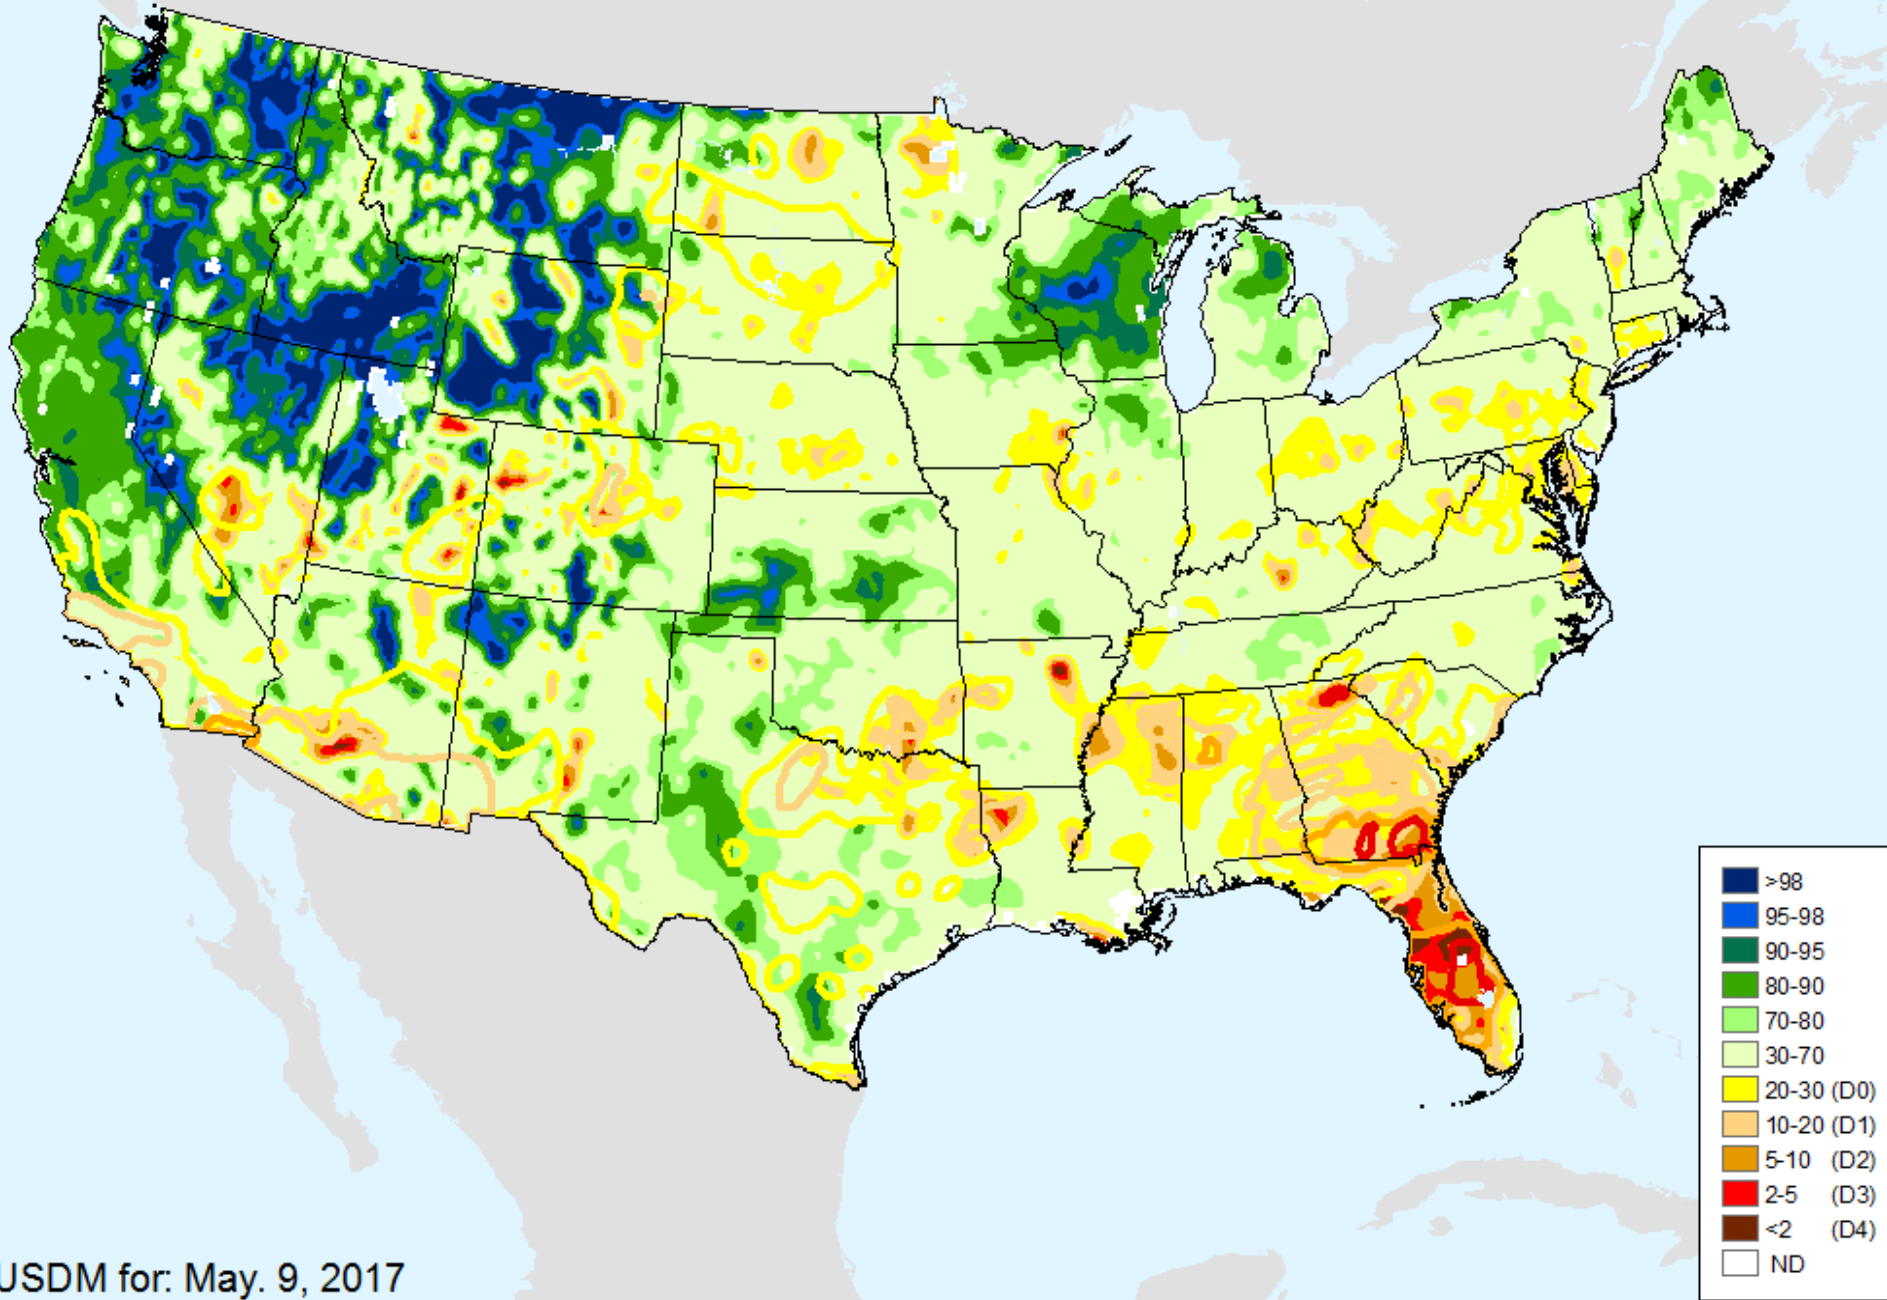 >98
95-98
90-95
80-90
70-80
30-70
20-30 (D0)
10-20 (D1)
5-10 (D2)
2-5 (D3)
<2 (D4)
ND
USDM for: May. 9, 2017